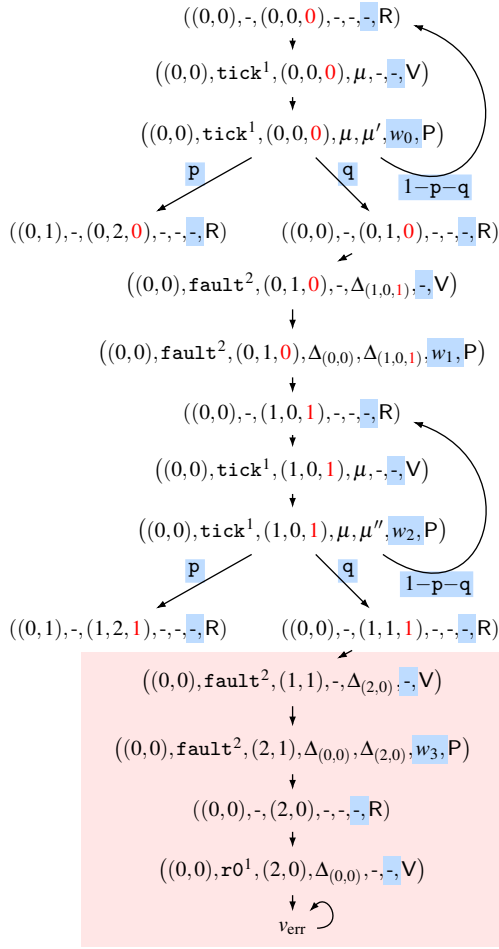 ((0,0),-,(0,0,0),-,-,-,R)
((0,0),tick¹,(0,0,0),μ,-,-,V)
((0,0),tick¹,(0,0,0),μ,μ′,w₀,P)
p q 1−p−q
((0,1),-,(0,2,0),-,-,-,R) ((0,0),-,(0,1,0),-,-,-,R)
((0,0),fault²,(0,1,0),-,Δ₍₁,₀,₁₎,-,V)
((0,0),fault²,(0,1,0),Δ₍₀,₀₎,Δ₍₁,₀,₁₎,w₁,P)
((0,0),-,(1,0,1),-,-,-,R)
((0,0),tick¹,(1,0,1),μ,-,-,V)
((0,0),tick¹,(1,0,1),μ,μ″,w₂,P)
p q 1−p−q
((0,1),-,(1,2,1),-,-,-,R) ((0,0),-,(1,1,1),-,-,-,R)
((0,0),fault²,(1,1),-,Δ₍₂,₀₎,-,V)
((0,0),fault²,(2,1),Δ₍₀,₀₎,Δ₍₂,₀₎,w₃,P)
((0,0),-,(2,0),-,-,-,R)
((0,0),r0¹,(2,0),Δ₍₀,₀₎,-,-,V)
v_err